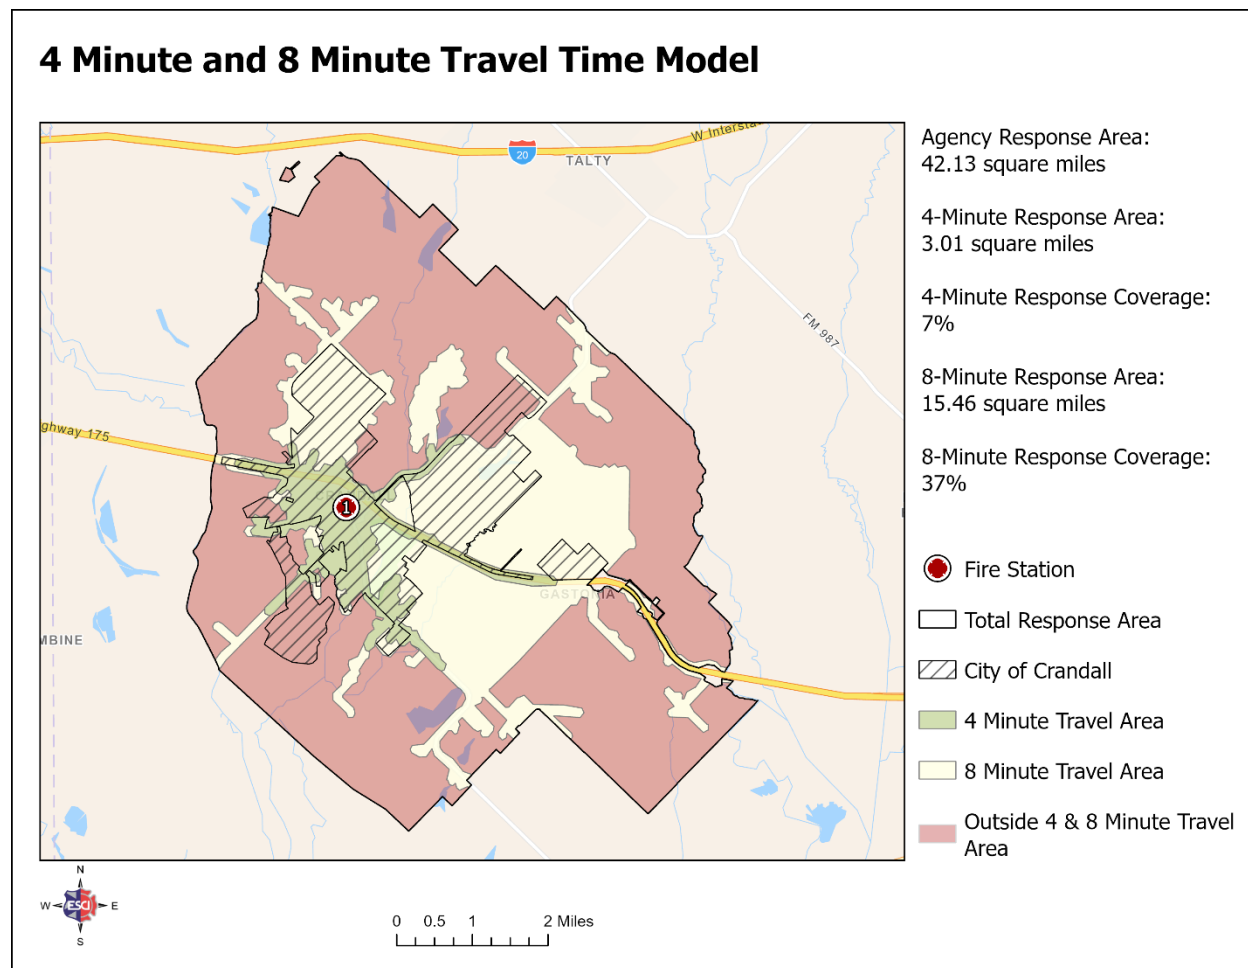 4 Minute and 8 Minute Travel Time Model
W Interst
20
TALTY
FM 987
ghway 175
1
GASTONIA
MBINE
Agency Response Area:
42.13 square miles
4-Minute Response Area:
3.01 square miles
4-Minute Response Coverage:
7%
8-Minute Response Area:
15.46 square miles
8-Minute Response Coverage:
37%
Fire Station
Total Response Area
City of Crandall
4 Minute Travel Area
8 Minute Travel Area
Outside 4 & 8 Minute Travel
Area
N
W
ESCI
E
S
0 0.5 1 2 Miles